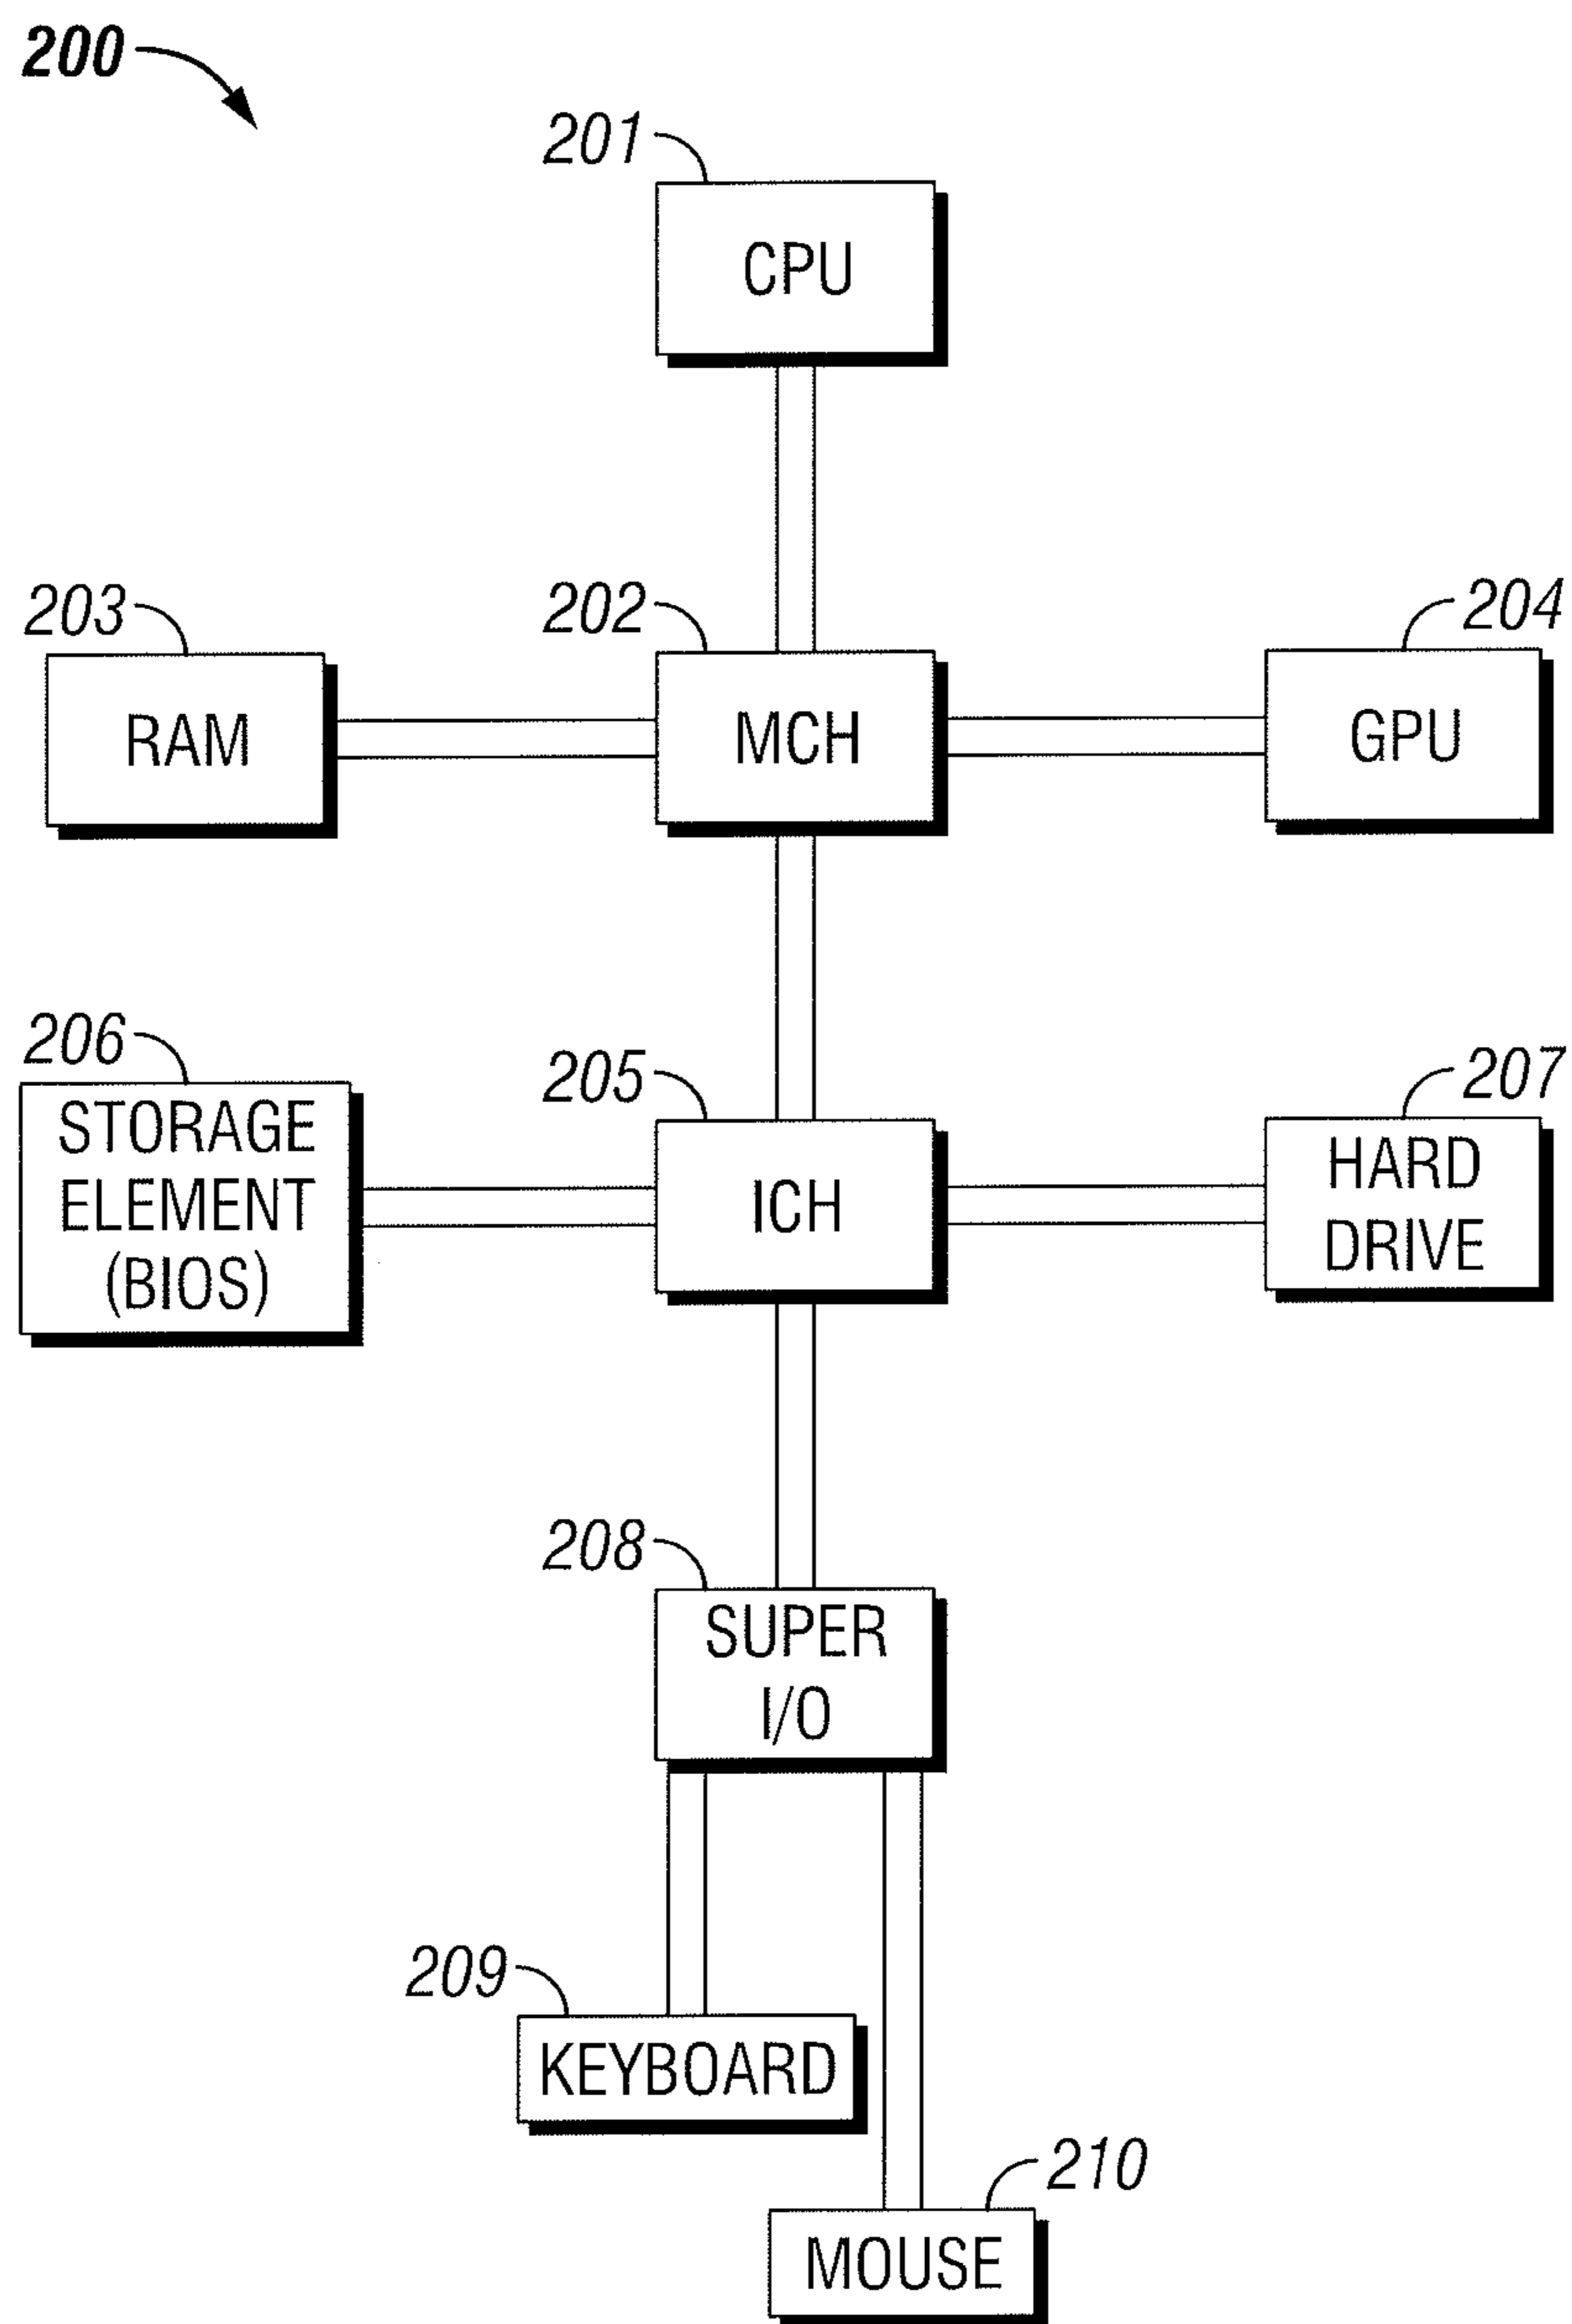 200
201
CPU
203
202
204
RAM
MCH
GPU
206
205
207
STORAGE
ELEMENT
(BIOS)
ICH
HARD
DRIVE
208
SUPER
I/O
209
KEYBOARD
210
MOUSE